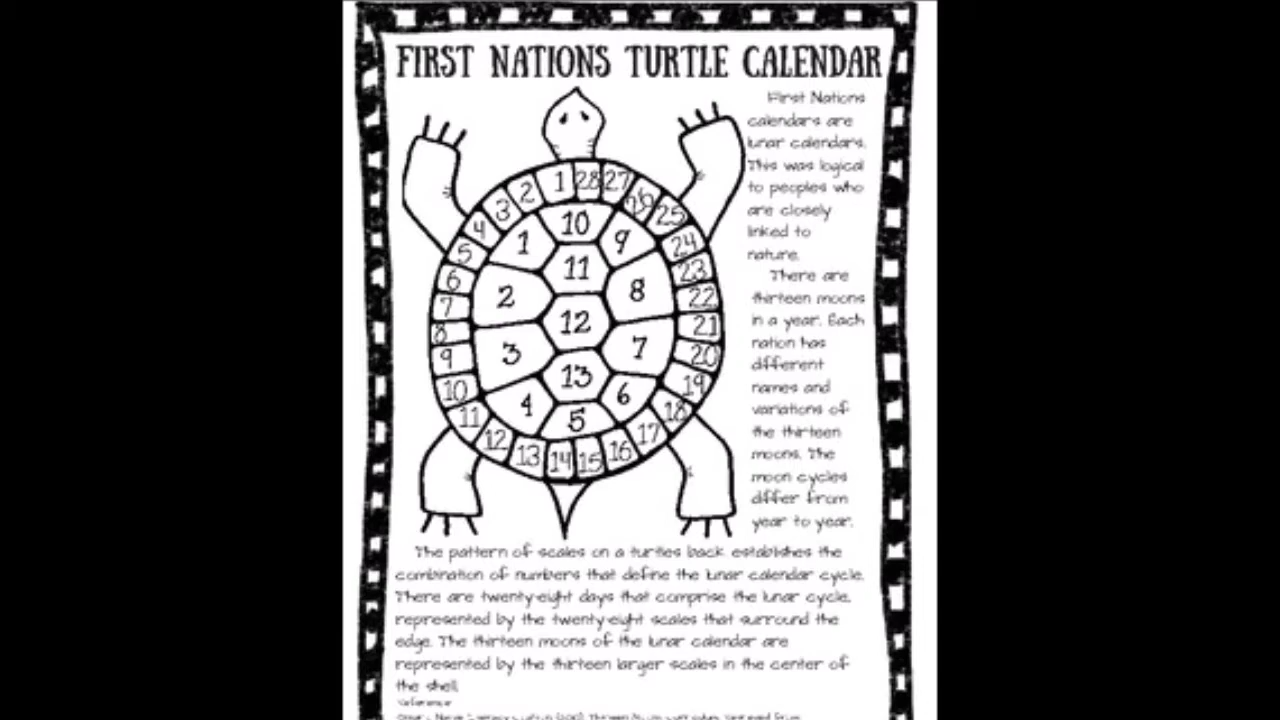 FIRST NATIONS TURTLE CALENDAR
First Nations
calendars are
lunar calendars.
This was logical
to peoples who
are closely
linked to
nature.
There are
thirteen moons
in a year. Each
nation has
different
names and
variations of
the thirteen
moons. The
moon cycles
differ from
year to year.
1
2
3
4
5
6
7
8
9
10
11
12
13
14
15
16
17
18
19
20
21
22
23
24
25
26
27
28
1
2
3
4
5
6
7
8
9
10
11
12
13
The pattern of scales on a turtles back establishes the
combination of numbers that define the lunar calendar cycle.
There are twenty-eight days that comprise the lunar cycle,
represented by the twenty-eight scales that surround the
edge. The thirteen moons of the lunar calendar are
represented by the thirteen larger scales in the center of
the shell.
Reference